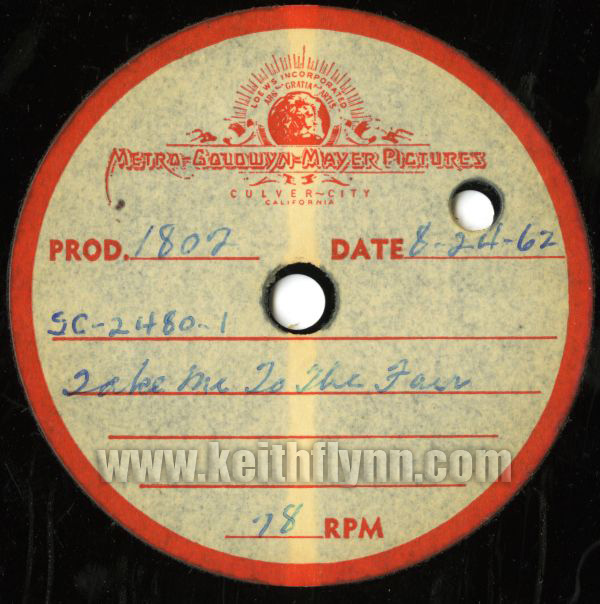 LOEWS INCORPORATED
ARS GRATIA ARTIS
METRO-GOLDWYN-MAYER PICTURES
CULVER-CITY
CALIFORNIA
PROD. 1802 DATE 8-24-62
SC-2480-1
Take Me To The Fair
www.keithflynn.com
78 RPM